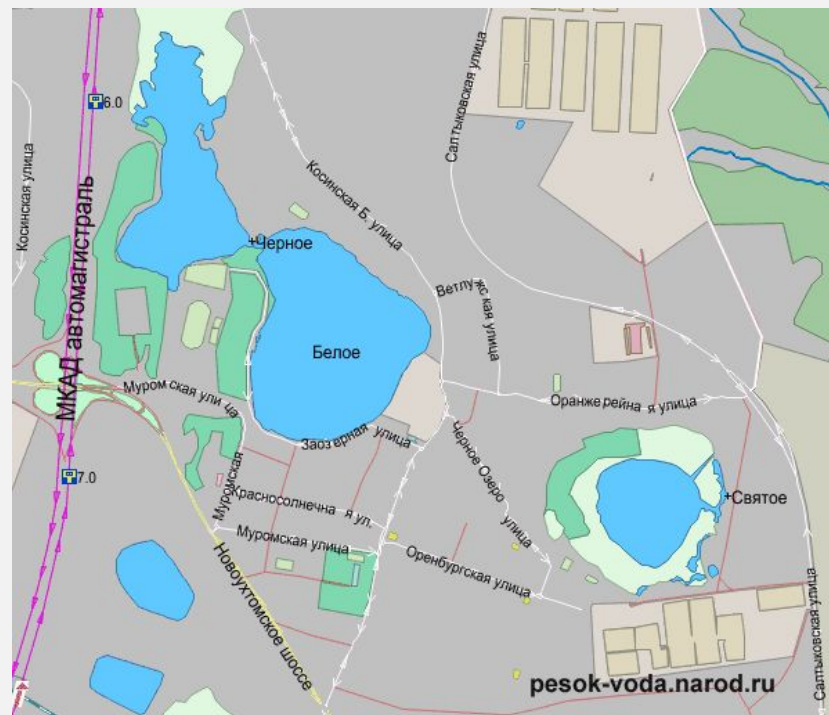 6.0
Косинская улица
МКАД автомагистраль
Салтыковская улица
Косинская Б. улица
Черное
Ветлужская улица
Белое
Муромская улица
Оранжерейная улица
Заозерная улица
Черное Озеро улица
7.0
Муромская
Красносолнечная ул.
Святое
Муромская улица
Оренбургская улица
Новоухтомское шоссе
Салтыковская улица
pesok-voda.narod.ru